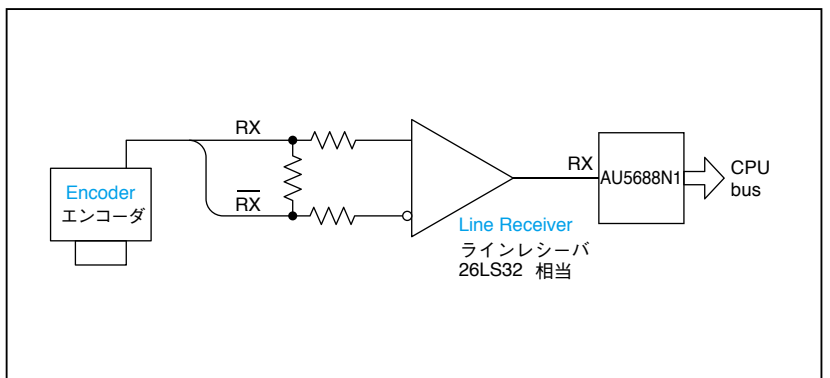 RX
RX
Encoder
エンコーダ
RX
AU5688N1
CPU
bus
Line Receiver
ラインレシーバ
26LS32 相当